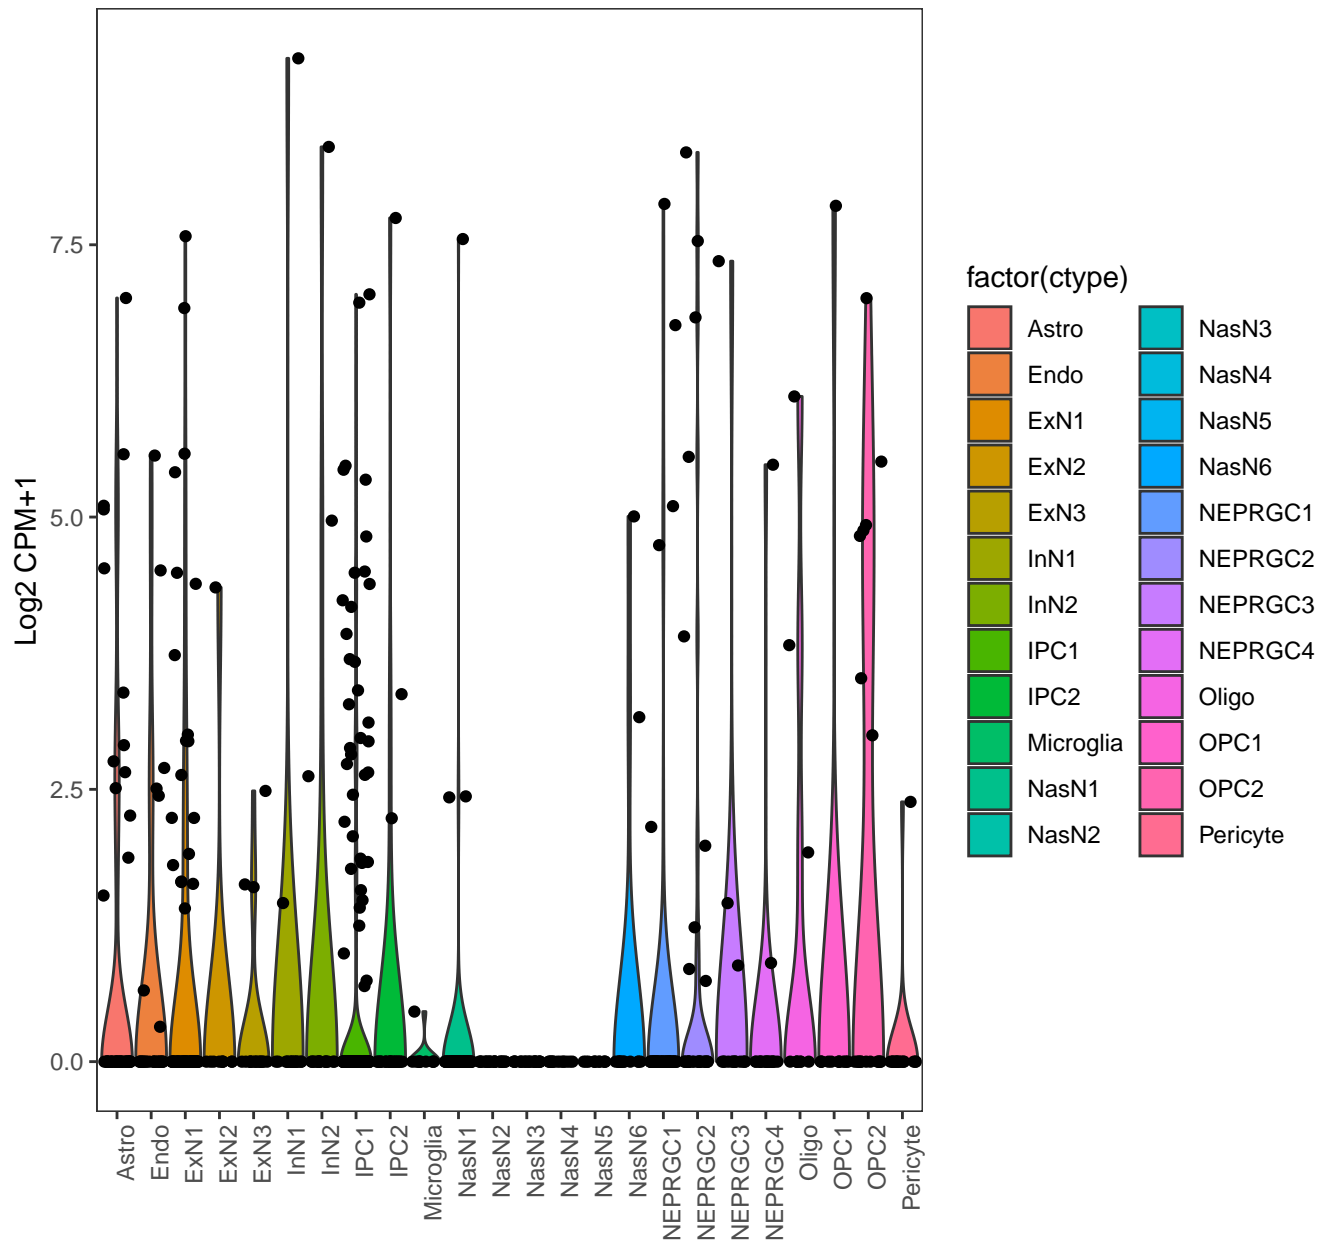 Log2 CPM+1
7.5
5.0
2.5
0.0
Astro
Endo
ExN1
ExN2
ExN3
InN1
InN2
IPC1
IPC2
Microglia
NasN1
NasN2
NasN3
NasN4
NasN5
NasN6
NEPRGC1
NEPRGC2
NEPRGC3
NEPRGC4
Oligo
OPC1
OPC2
Pericyte
factor(ctype)
Astro
Endo
ExN1
ExN2
ExN3
InN1
InN2
IPC1
IPC2
Microglia
NasN1
NasN2
NasN3
NasN4
NasN5
NasN6
NEPRGC1
NEPRGC2
NEPRGC3
NEPRGC4
Oligo
OPC1
OPC2
Pericyte